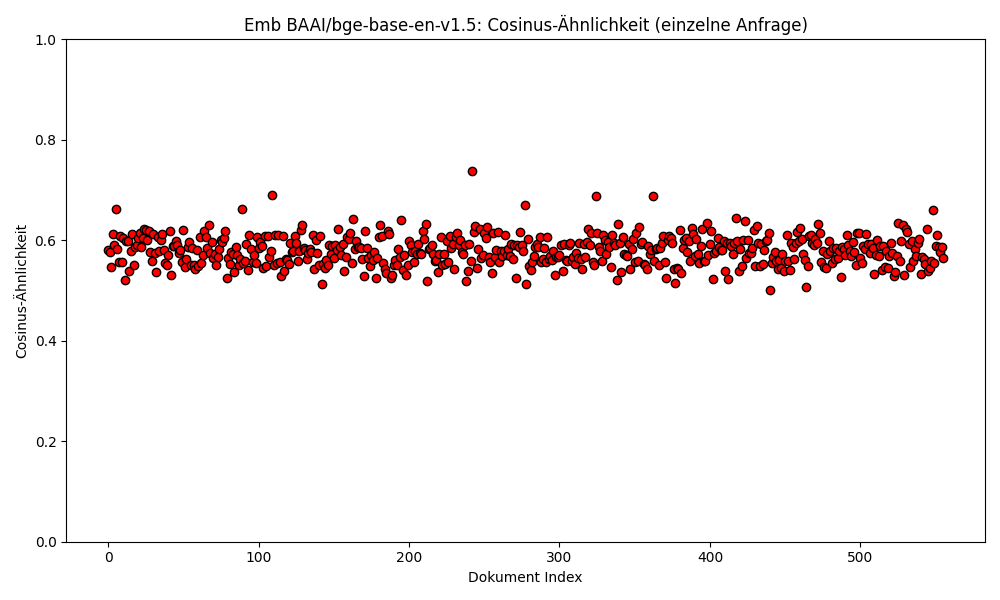 Emb BAAI/bge-base-en-v1.5: Cosinus-Ähnlichkeit (einzelne Anfrage)
1.0
0.8
0.6
0.4
0.2
0.0
Cosinus-Ähnlichkeit
0 100 200 300 400 500
Dokument Index